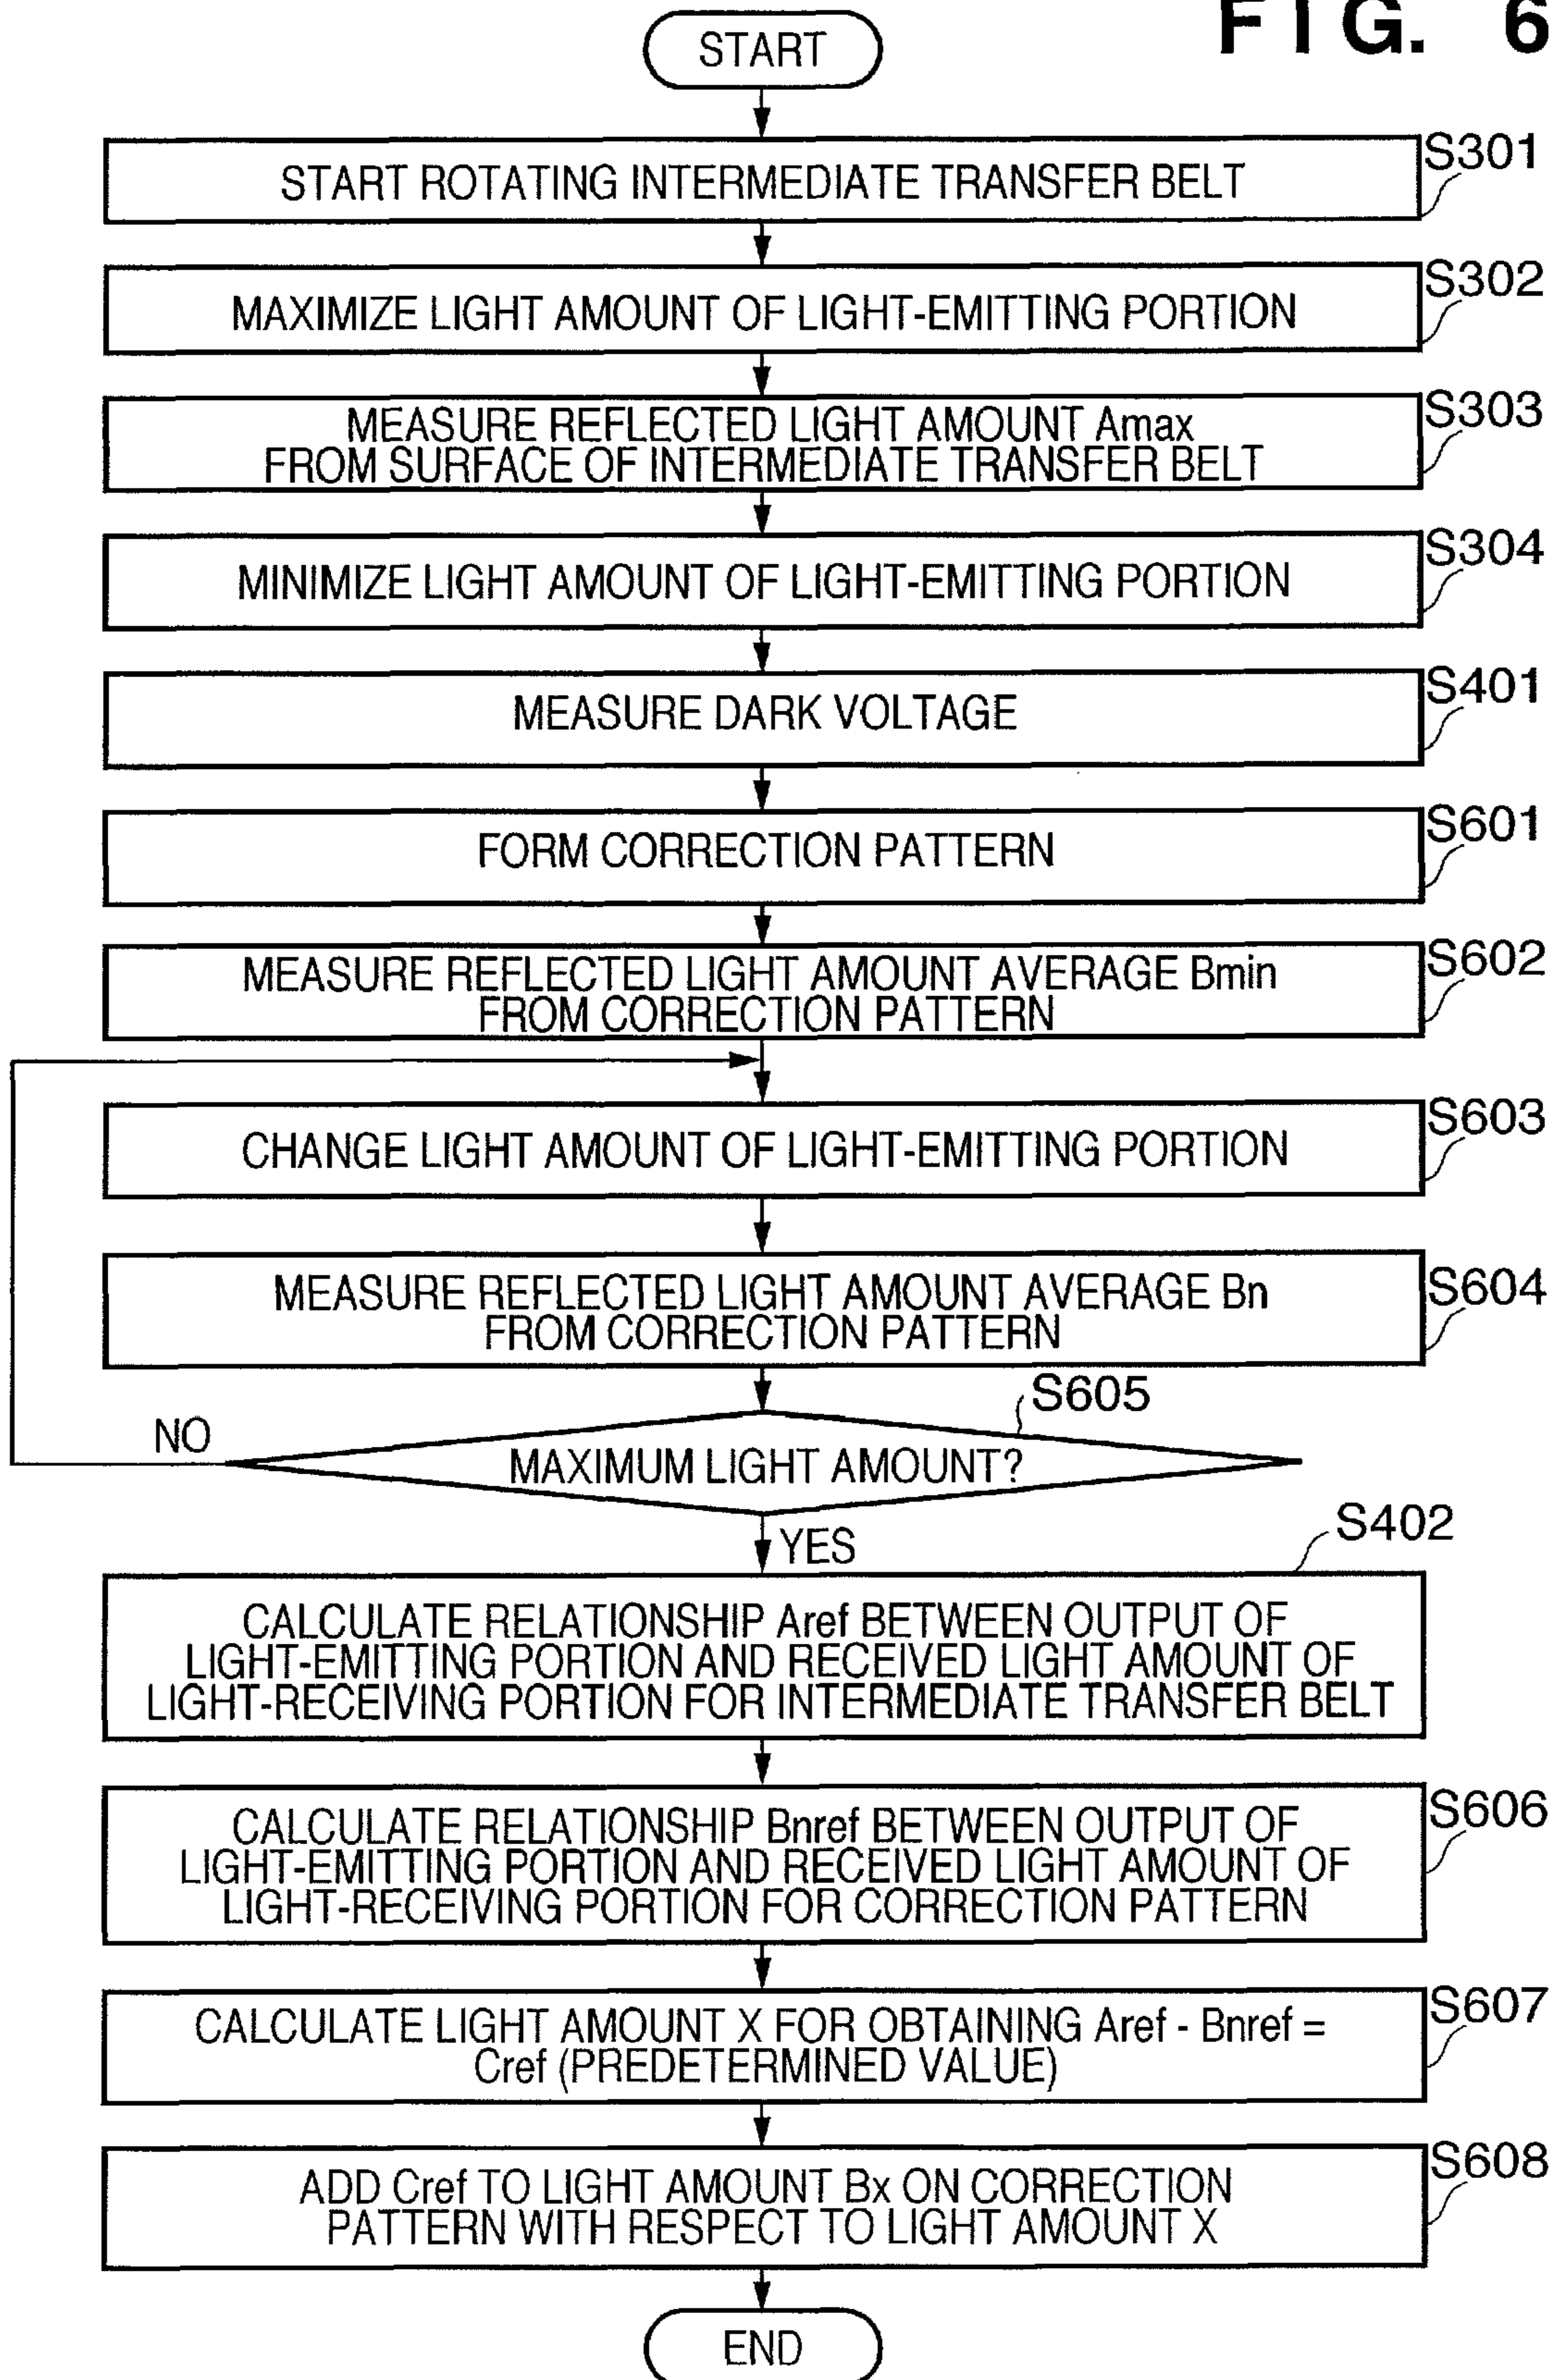 FIG. 6
START
S301
START ROTATING INTERMEDIATE TRANSFER BELT
S302
MAXIMIZE LIGHT AMOUNT OF LIGHT-EMITTING PORTION
S303
MEASURE REFLECTED LIGHT AMOUNT Amax
FROM SURFACE OF INTERMEDIATE TRANSFER BELT
S304
MINIMIZE LIGHT AMOUNT OF LIGHT-EMITTING PORTION
S401
MEASURE DARK VOLTAGE
S601
FORM CORRECTION PATTERN
S602
MEASURE REFLECTED LIGHT AMOUNT AVERAGE Bmin
FROM CORRECTION PATTERN
S603
CHANGE LIGHT AMOUNT OF LIGHT-EMITTING PORTION
S604
MEASURE REFLECTED LIGHT AMOUNT AVERAGE Bn
FROM CORRECTION PATTERN
S605
NO
MAXIMUM LIGHT AMOUNT?
YES
S402
CALCULATE RELATIONSHIP Aref BETWEEN OUTPUT OF
LIGHT-EMITTING PORTION AND RECEIVED LIGHT AMOUNT OF
LIGHT-RECEIVING PORTION FOR INTERMEDIATE TRANSFER BELT
S606
CALCULATE RELATIONSHIP Bnref BETWEEN OUTPUT OF
LIGHT-EMITTING PORTION AND RECEIVED LIGHT AMOUNT OF
LIGHT-RECEIVING PORTION FOR CORRECTION PATTERN
S607
CALCULATE LIGHT AMOUNT X FOR OBTAINING Aref - Bnref =
Cref (PREDETERMINED VALUE)
S608
ADD Cref TO LIGHT AMOUNT Bx ON CORRECTION
PATTERN WITH RESPECT TO LIGHT AMOUNT X
END